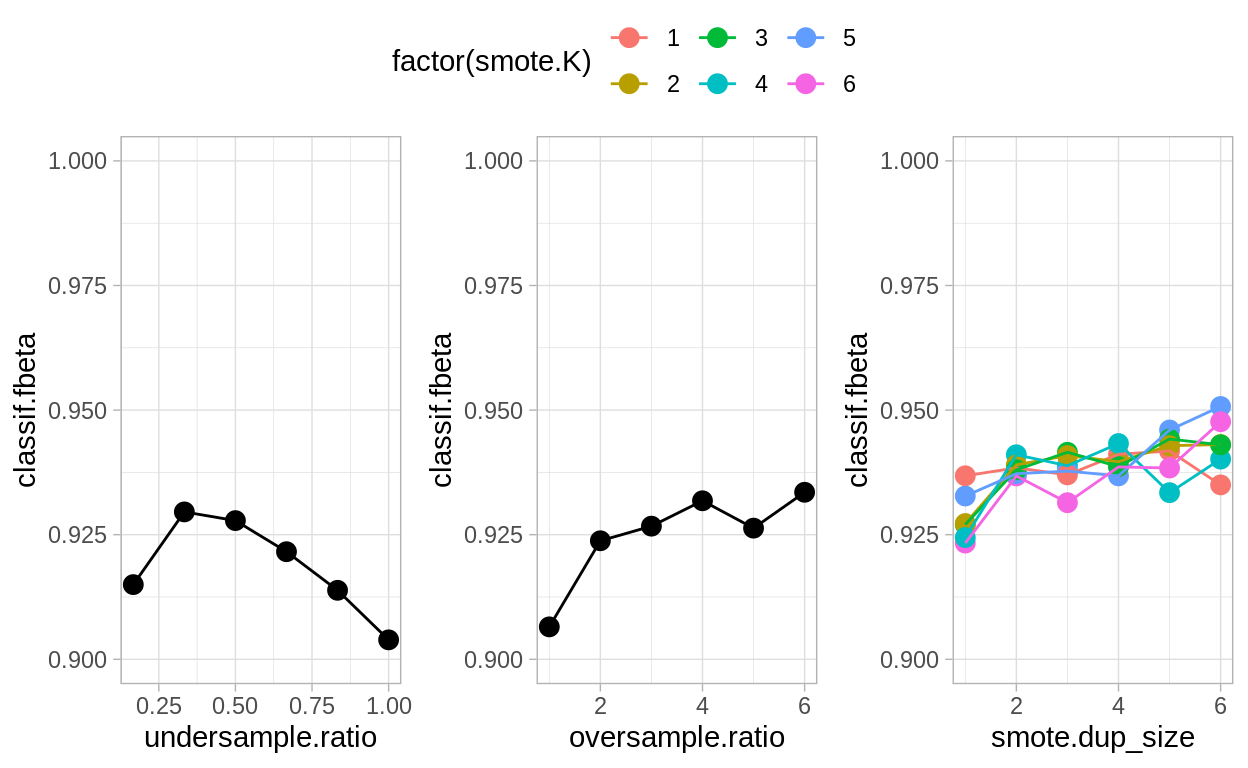 factor(smote.K) 1 3 5
2 4 6
classif.fbeta
1.000
0.975
0.950
0.925
0.900
0.25 0.50 0.75 1.00
undersample.ratio
classif.fbeta
1.000
0.975
0.950
0.925
0.900
2 4 6
oversample.ratio
classif.fbeta
1.000
0.975
0.950
0.925
0.900
2 4 6
smote.dup_size